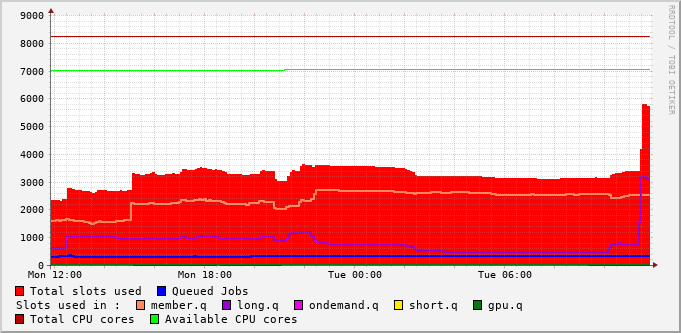 9000
8000
7000
6000
5000
4000
3000
2000
1000
0
Mon 12:00 Mon 18:00 Tue 00:00 Tue 06:00
Total slots used Queued Jobs
Slots used in : member.q long.q ondemand.q short.q gpu.q
Total CPU cores Available CPU cores
RRDTOOL / TOBI OETIKER